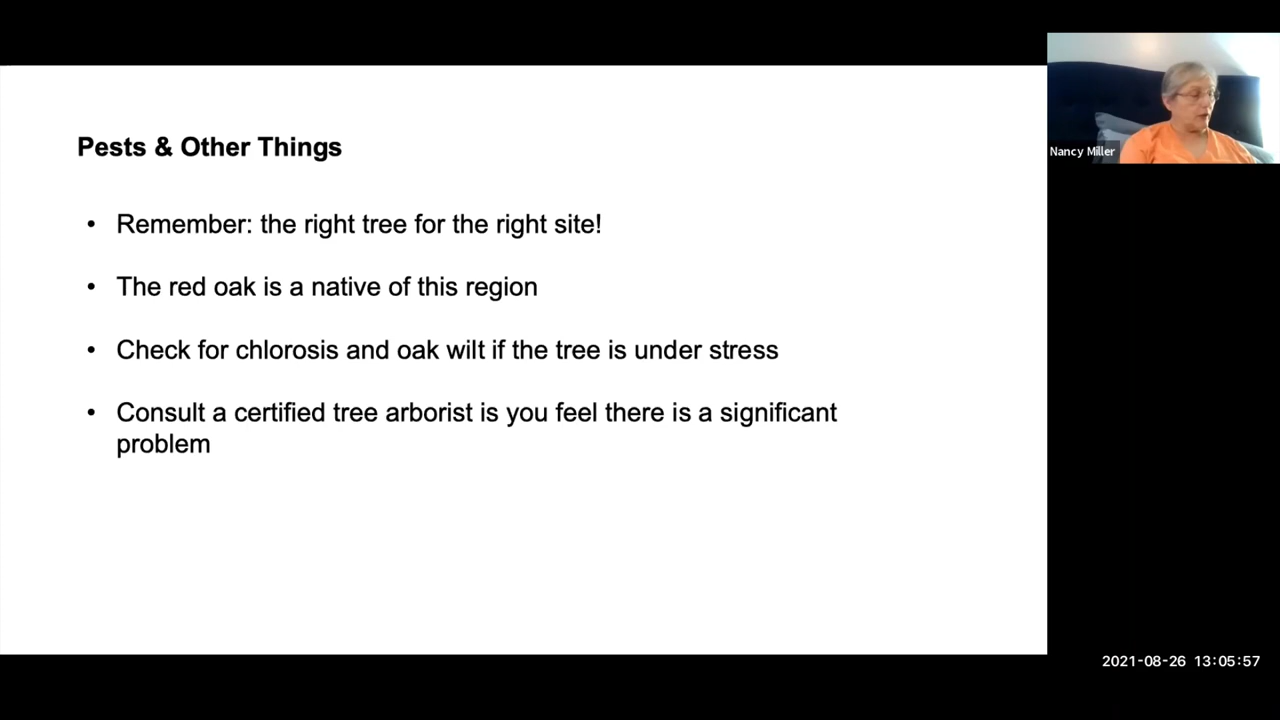 Pests & Other Things
• Remember: the right tree for the right site!
• The red oak is a native of this region
• Check for chlorosis and oak wilt if the tree is under stress
• Consult a certified tree arborist is you feel there is a significant
problem
Nancy Miller
2021-08-26 13:05:57